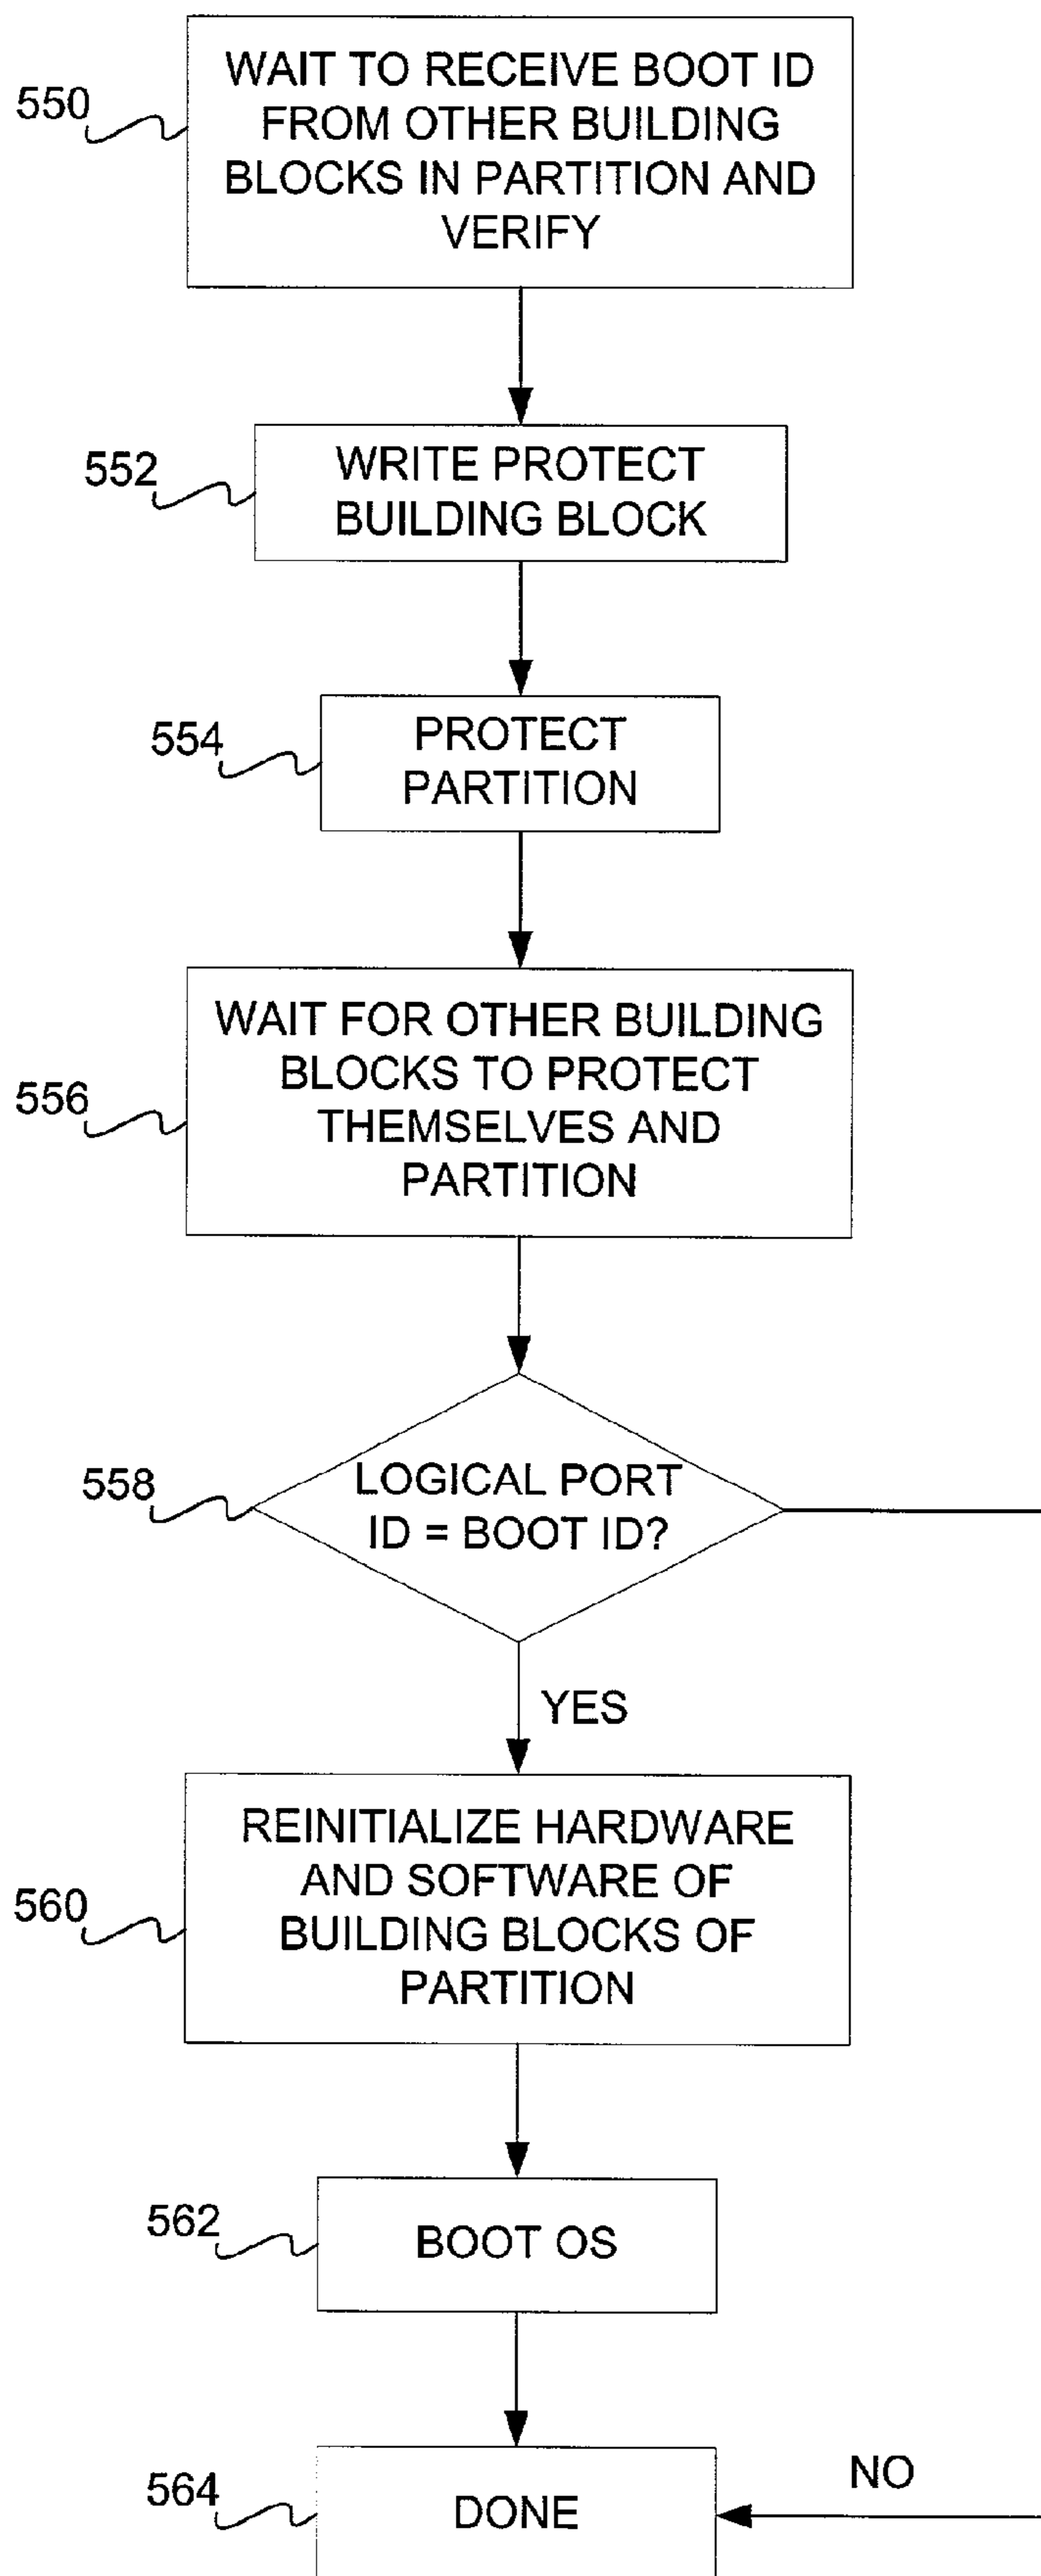 550
WAIT TO RECEIVE BOOT ID
FROM OTHER BUILDING
BLOCKS IN PARTITION AND
VERIFY
552
WRITE PROTECT
BUILDING BLOCK
554
PROTECT
PARTITION
556
WAIT FOR OTHER BUILDING
BLOCKS TO PROTECT
THEMSELVES AND
PARTITION
558
LOGICAL PORT
ID = BOOT ID?
YES
560
REINITIALIZE HARDWARE
AND SOFTWARE OF
BUILDING BLOCKS OF
PARTITION
562
BOOT OS
564
DONE
NO